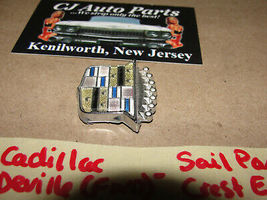 CJ Auto Parts
...We strip only the best!
Kenilworth, New Jersey
Cadillac Sail Pa
Deville Crest E